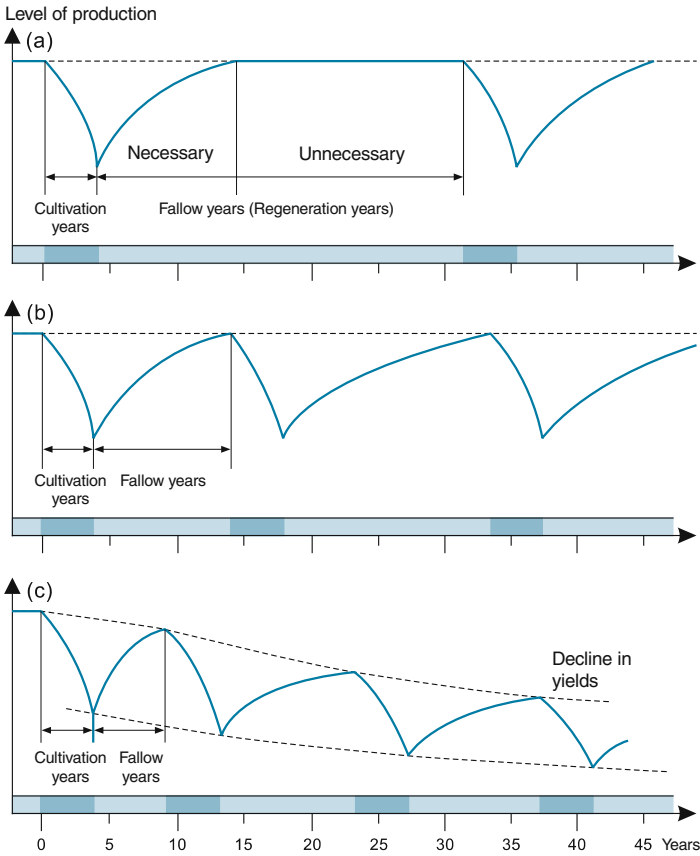 Level of production
(a)
Necessary
Unnecessary
Cultivation
years
Fallow years (Regeneration years)
(b)
Cultivation
years
Fallow years
(c)
Decline in
yields
Cultivation
years
Fallow
years
0 5 10 15 20 25 30 35 40 45 Years